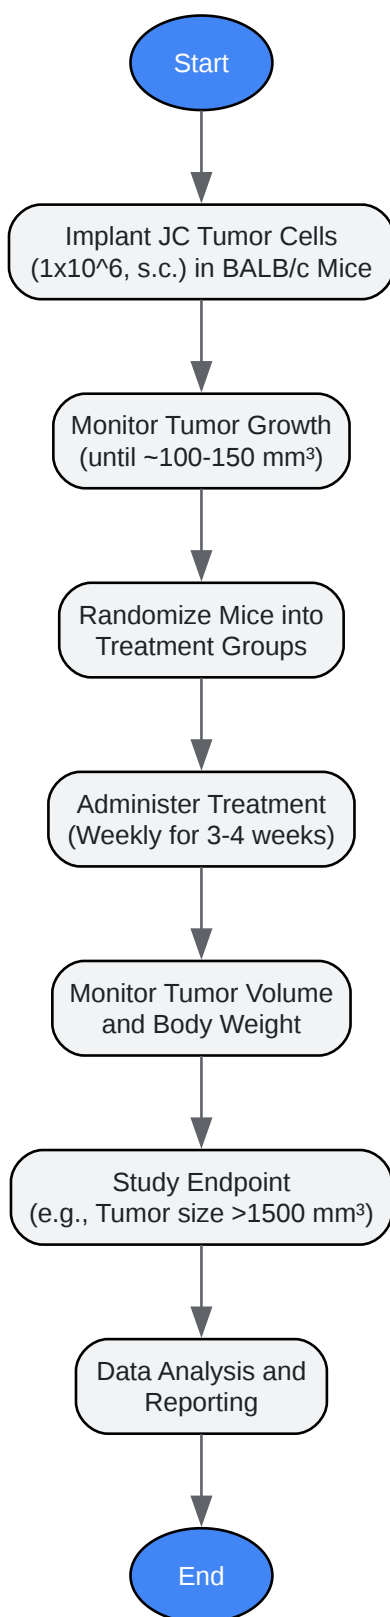 Start
Implant JC Tumor Cells
(1x10^6, s.c.) in BALB/c Mice
Monitor Tumor Growth
(until ~100-150 mm³)
Randomize Mice into
Treatment Groups
Administer Treatment
(Weekly for 3-4 weeks)
Monitor Tumor Volume
and Body Weight
Study Endpoint
(e.g., Tumor size >1500 mm³)
Data Analysis and
Reporting
End